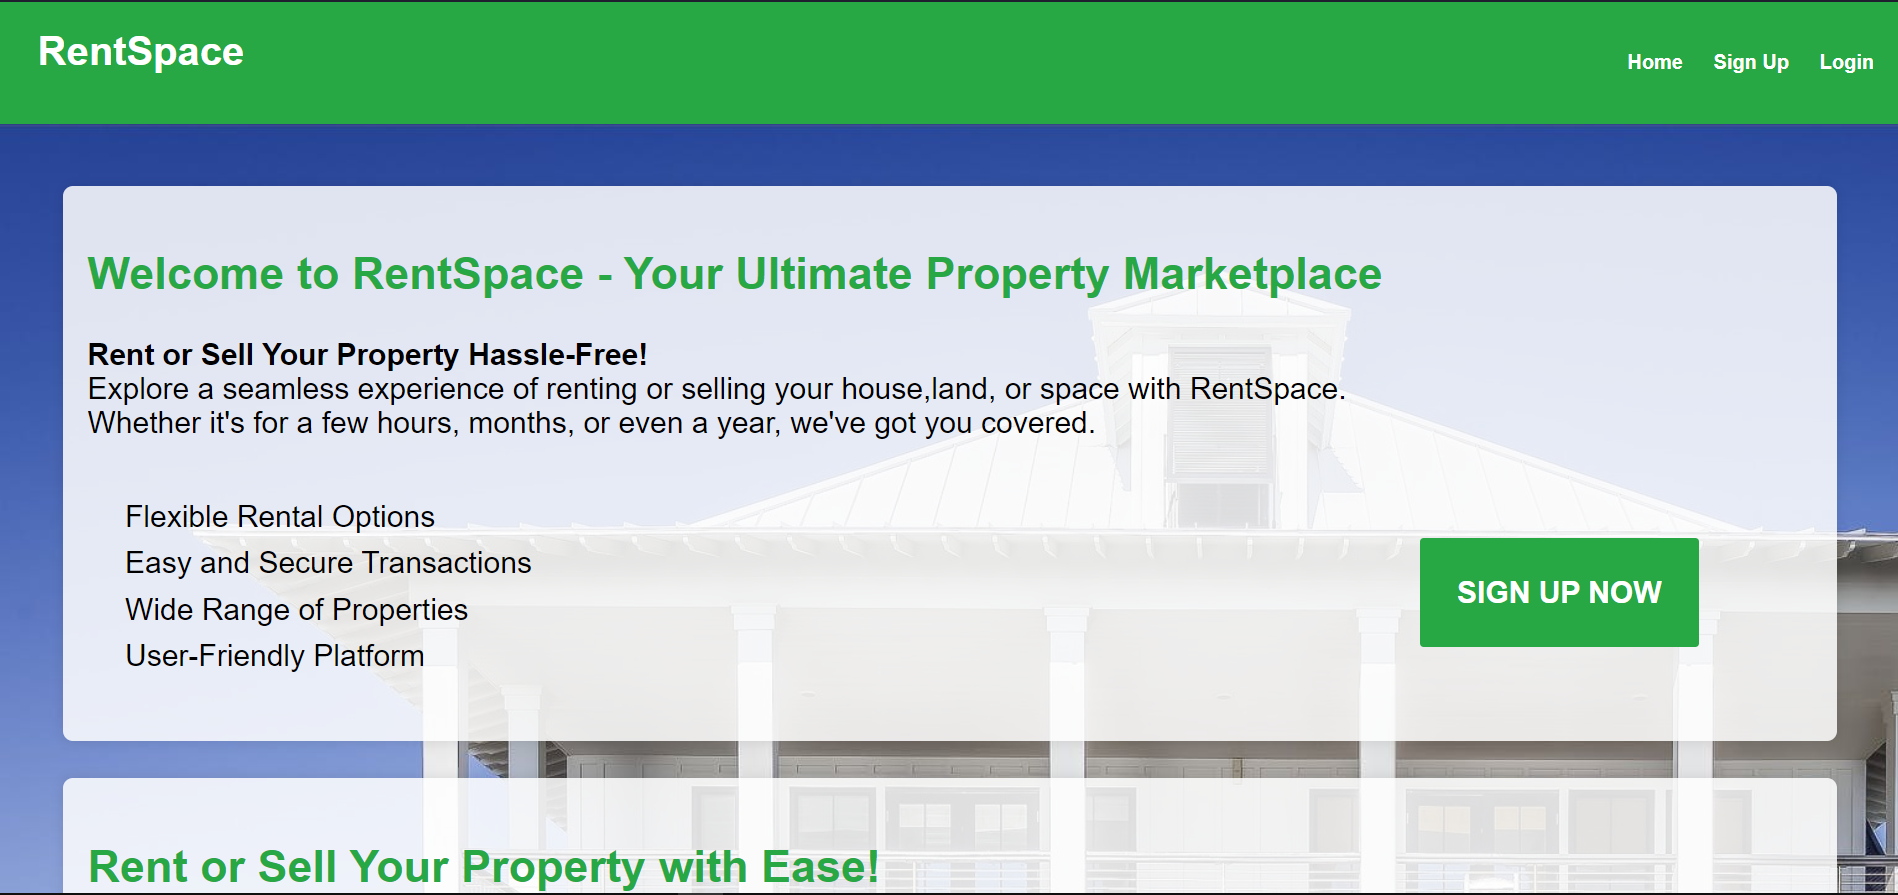 RentSpace
Home Sign Up Login
Welcome to RentSpace - Your Ultimate Property Marketplace
Rent or Sell Your Property Hassle-Free!
Explore a seamless experience of renting or selling your house,land, or space with RentSpace.
Whether it's for a few hours, months, or even a year, we've got you covered.
Flexible Rental Options
Easy and Secure Transactions
Wide Range of Properties
User-Friendly Platform
SIGN UP NOW
Rent or Sell Your Property with Ease!